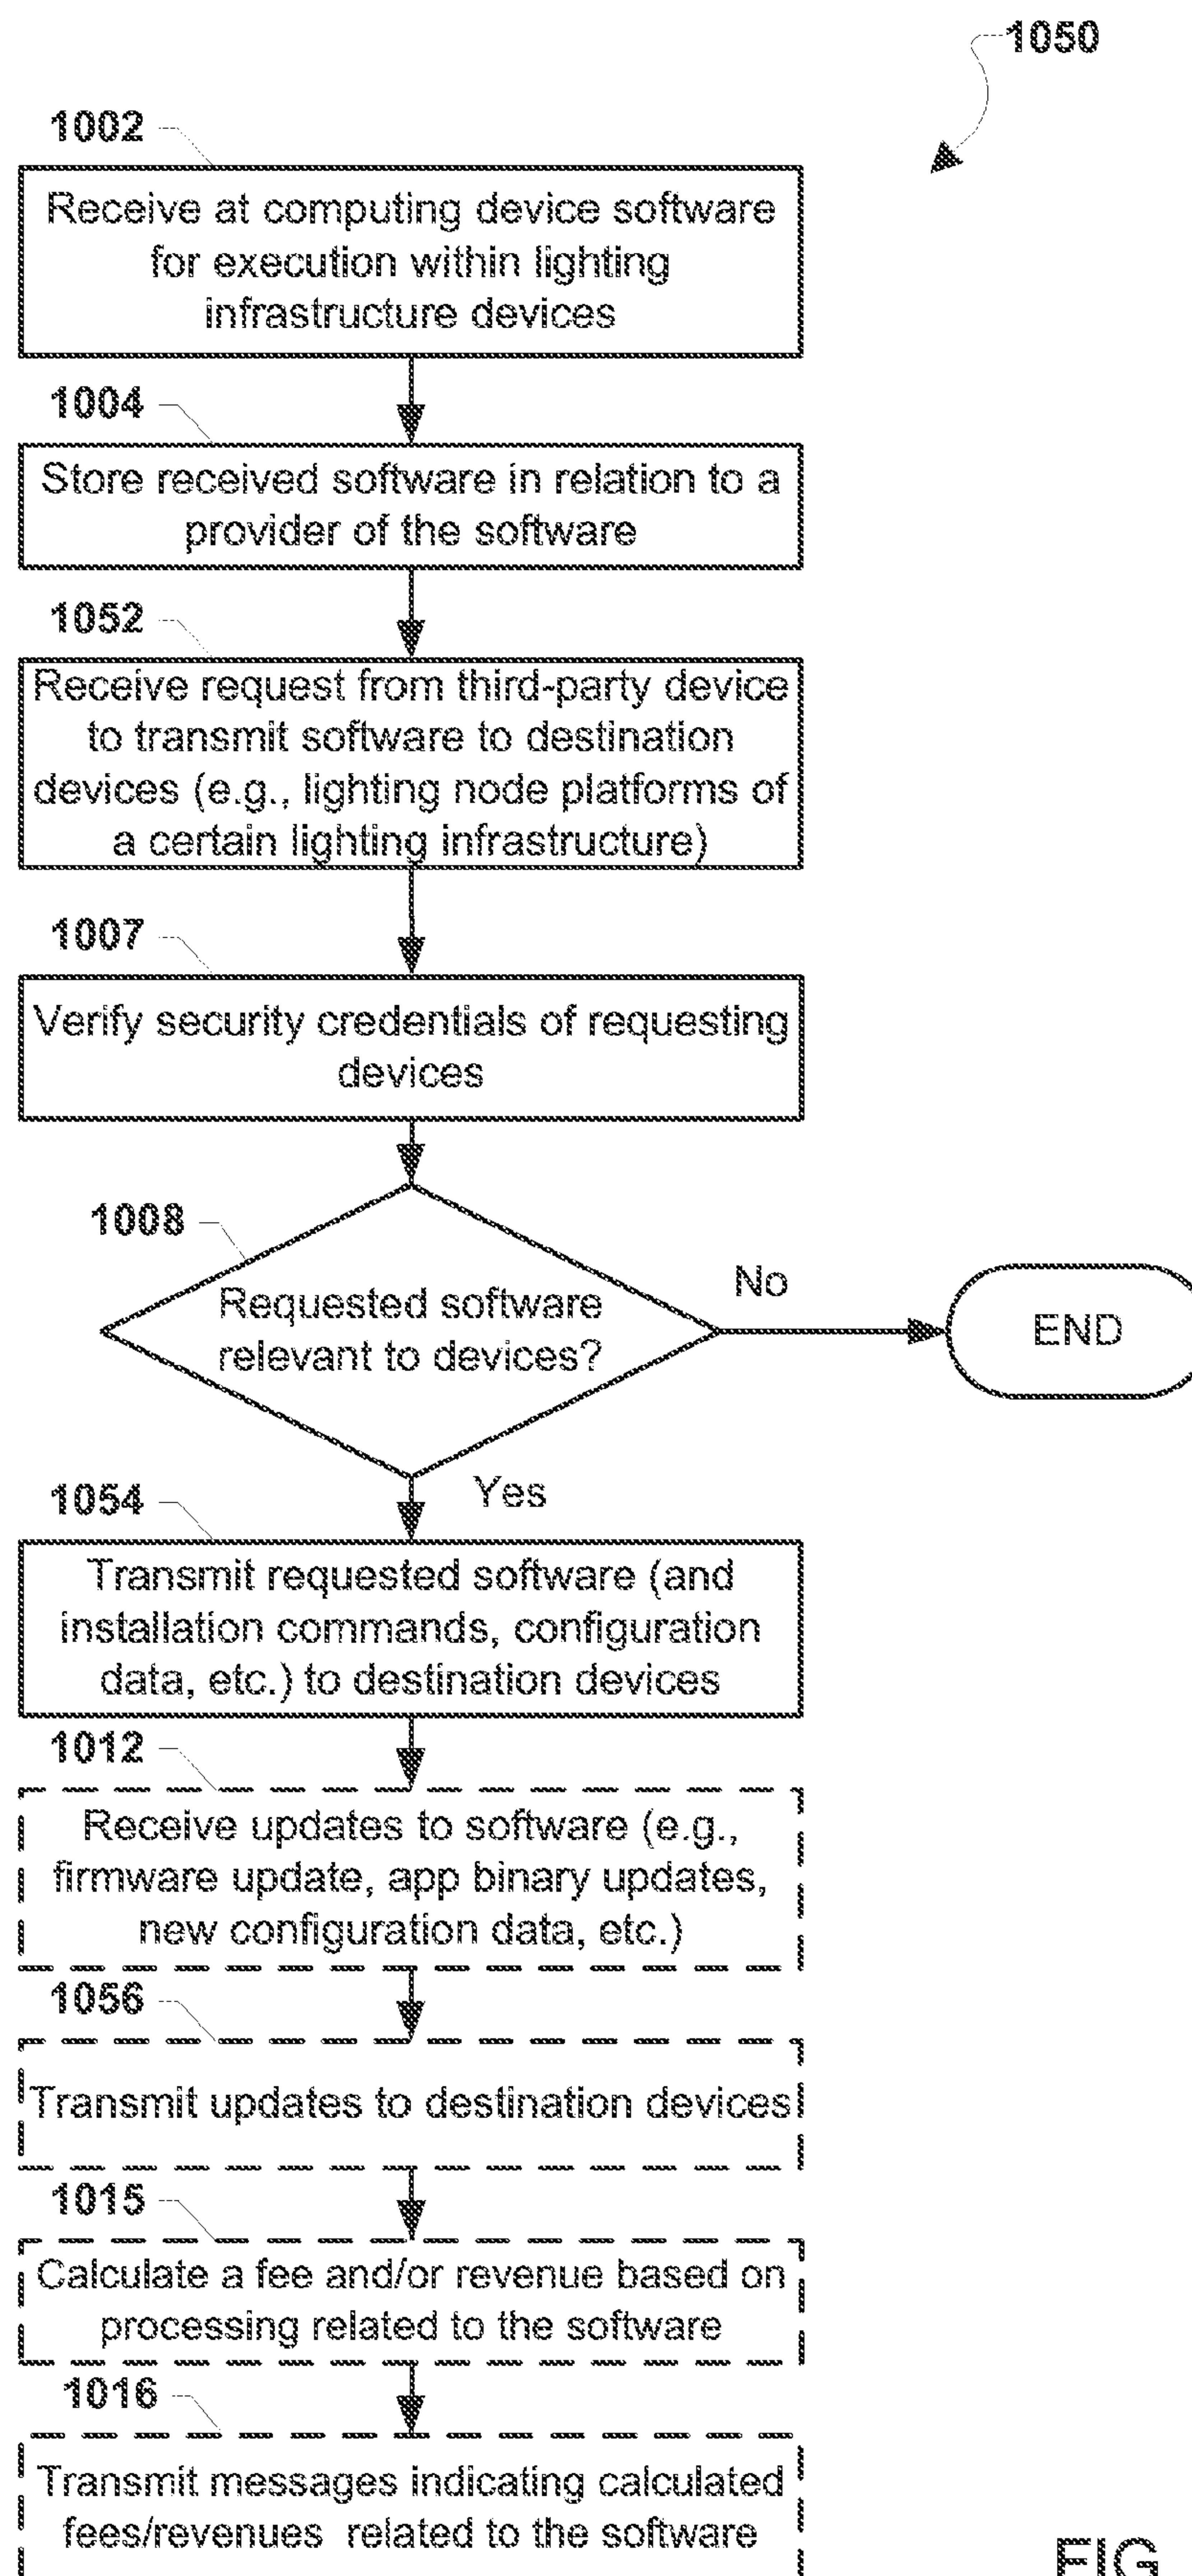 1050
1002
Receive at computing device software
for execution within lighting
infrastructure devices
1004
Store received software in relation to a
provider of the software
1052
Receive request from third-party device
to transmit software to destination
devices (e.g., lighting node platforms of
a certain lighting infrastructure)
1007
Verify security credentials of requesting
devices
1008
Requested software
relevant to devices?
No
END
Yes
1054
Transmit requested software (and
installation commands, configuration
data, etc.) to destination devices
1012
Receive updates to software (e.g.,
firmware update, app binary updates,
new configuration data, etc.)
1056
Transmit updates to destination devices
1015
Calculate a fee and/or revenue based on
processing related to the software
1016
Transmit messages indicating calculated
fees/revenues related to the software
FIG